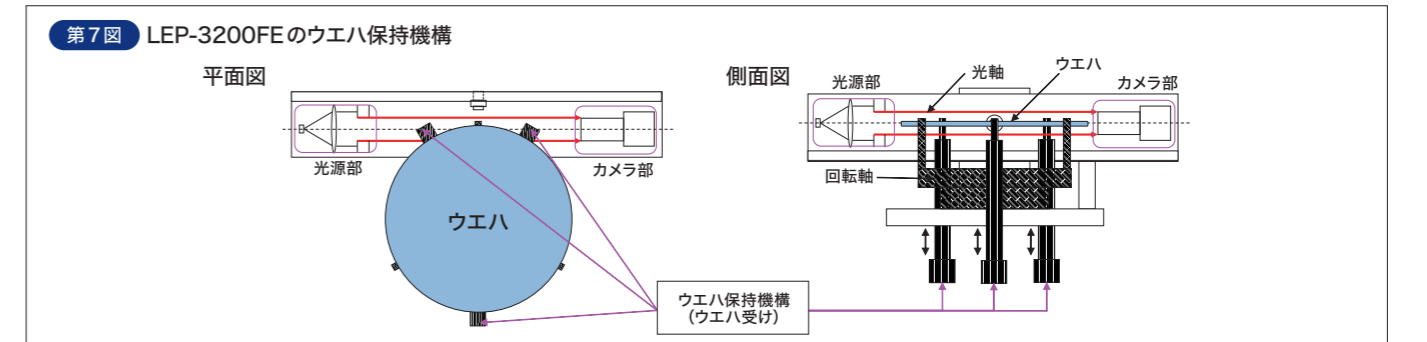 第7図 LEP-3200FEのウエハ保持機構
平面図
光源部
カメラ部
ウエハ
側面図
光源部
光軸
ウエハ
カメラ部
回転軸
ウエハ保持機構
(ウエハ受け)